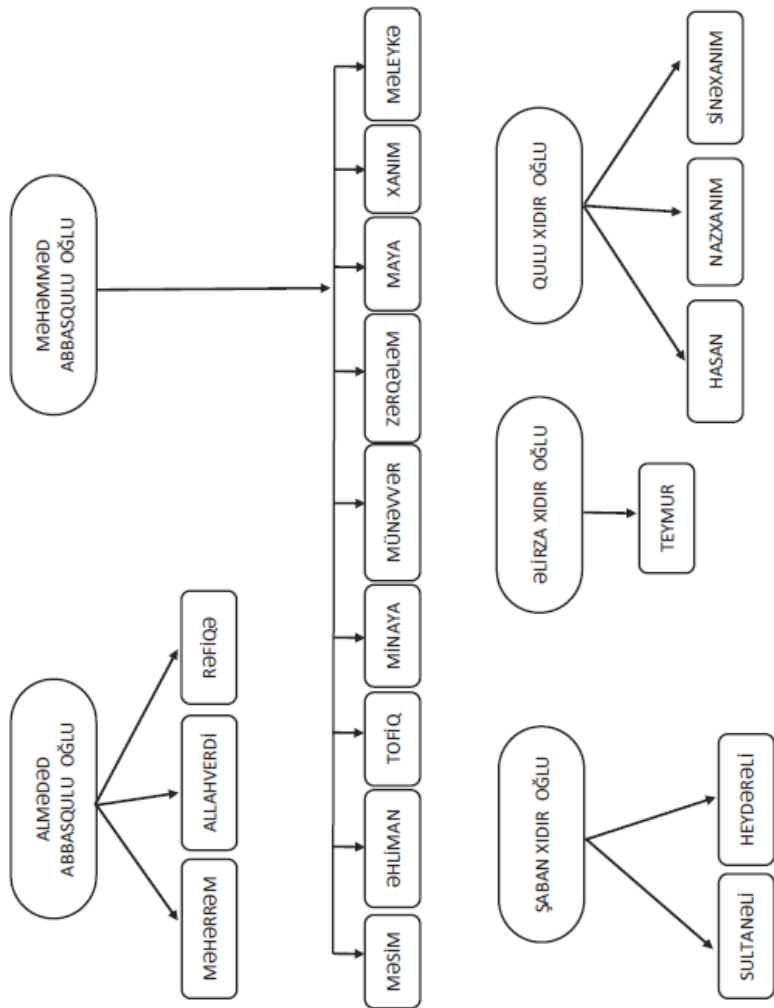 ALMƏDƏD
ABBASQULU OĞLU
MƏHƏMMƏD
ABBASQULU OĞLU
MƏHƏRRƏM
ALLAHVERDİ
RƏFİQƏ
MƏSİM
ƏHLİMAN
TOFİQ
MİNAYA
MÜNƏVVƏR
ZƏRQƏLƏM
MAYA
XANIM
MƏLEYKƏ
ŞABAN XIDIR OĞLU
ƏLİRZA XIDIR OĞLU
QULU XIDIR OĞLU
SULTANƏLİ
HEYDƏRƏLİ
TEYMUR
HASAN
NAZXANIM
SİNƏXANIM